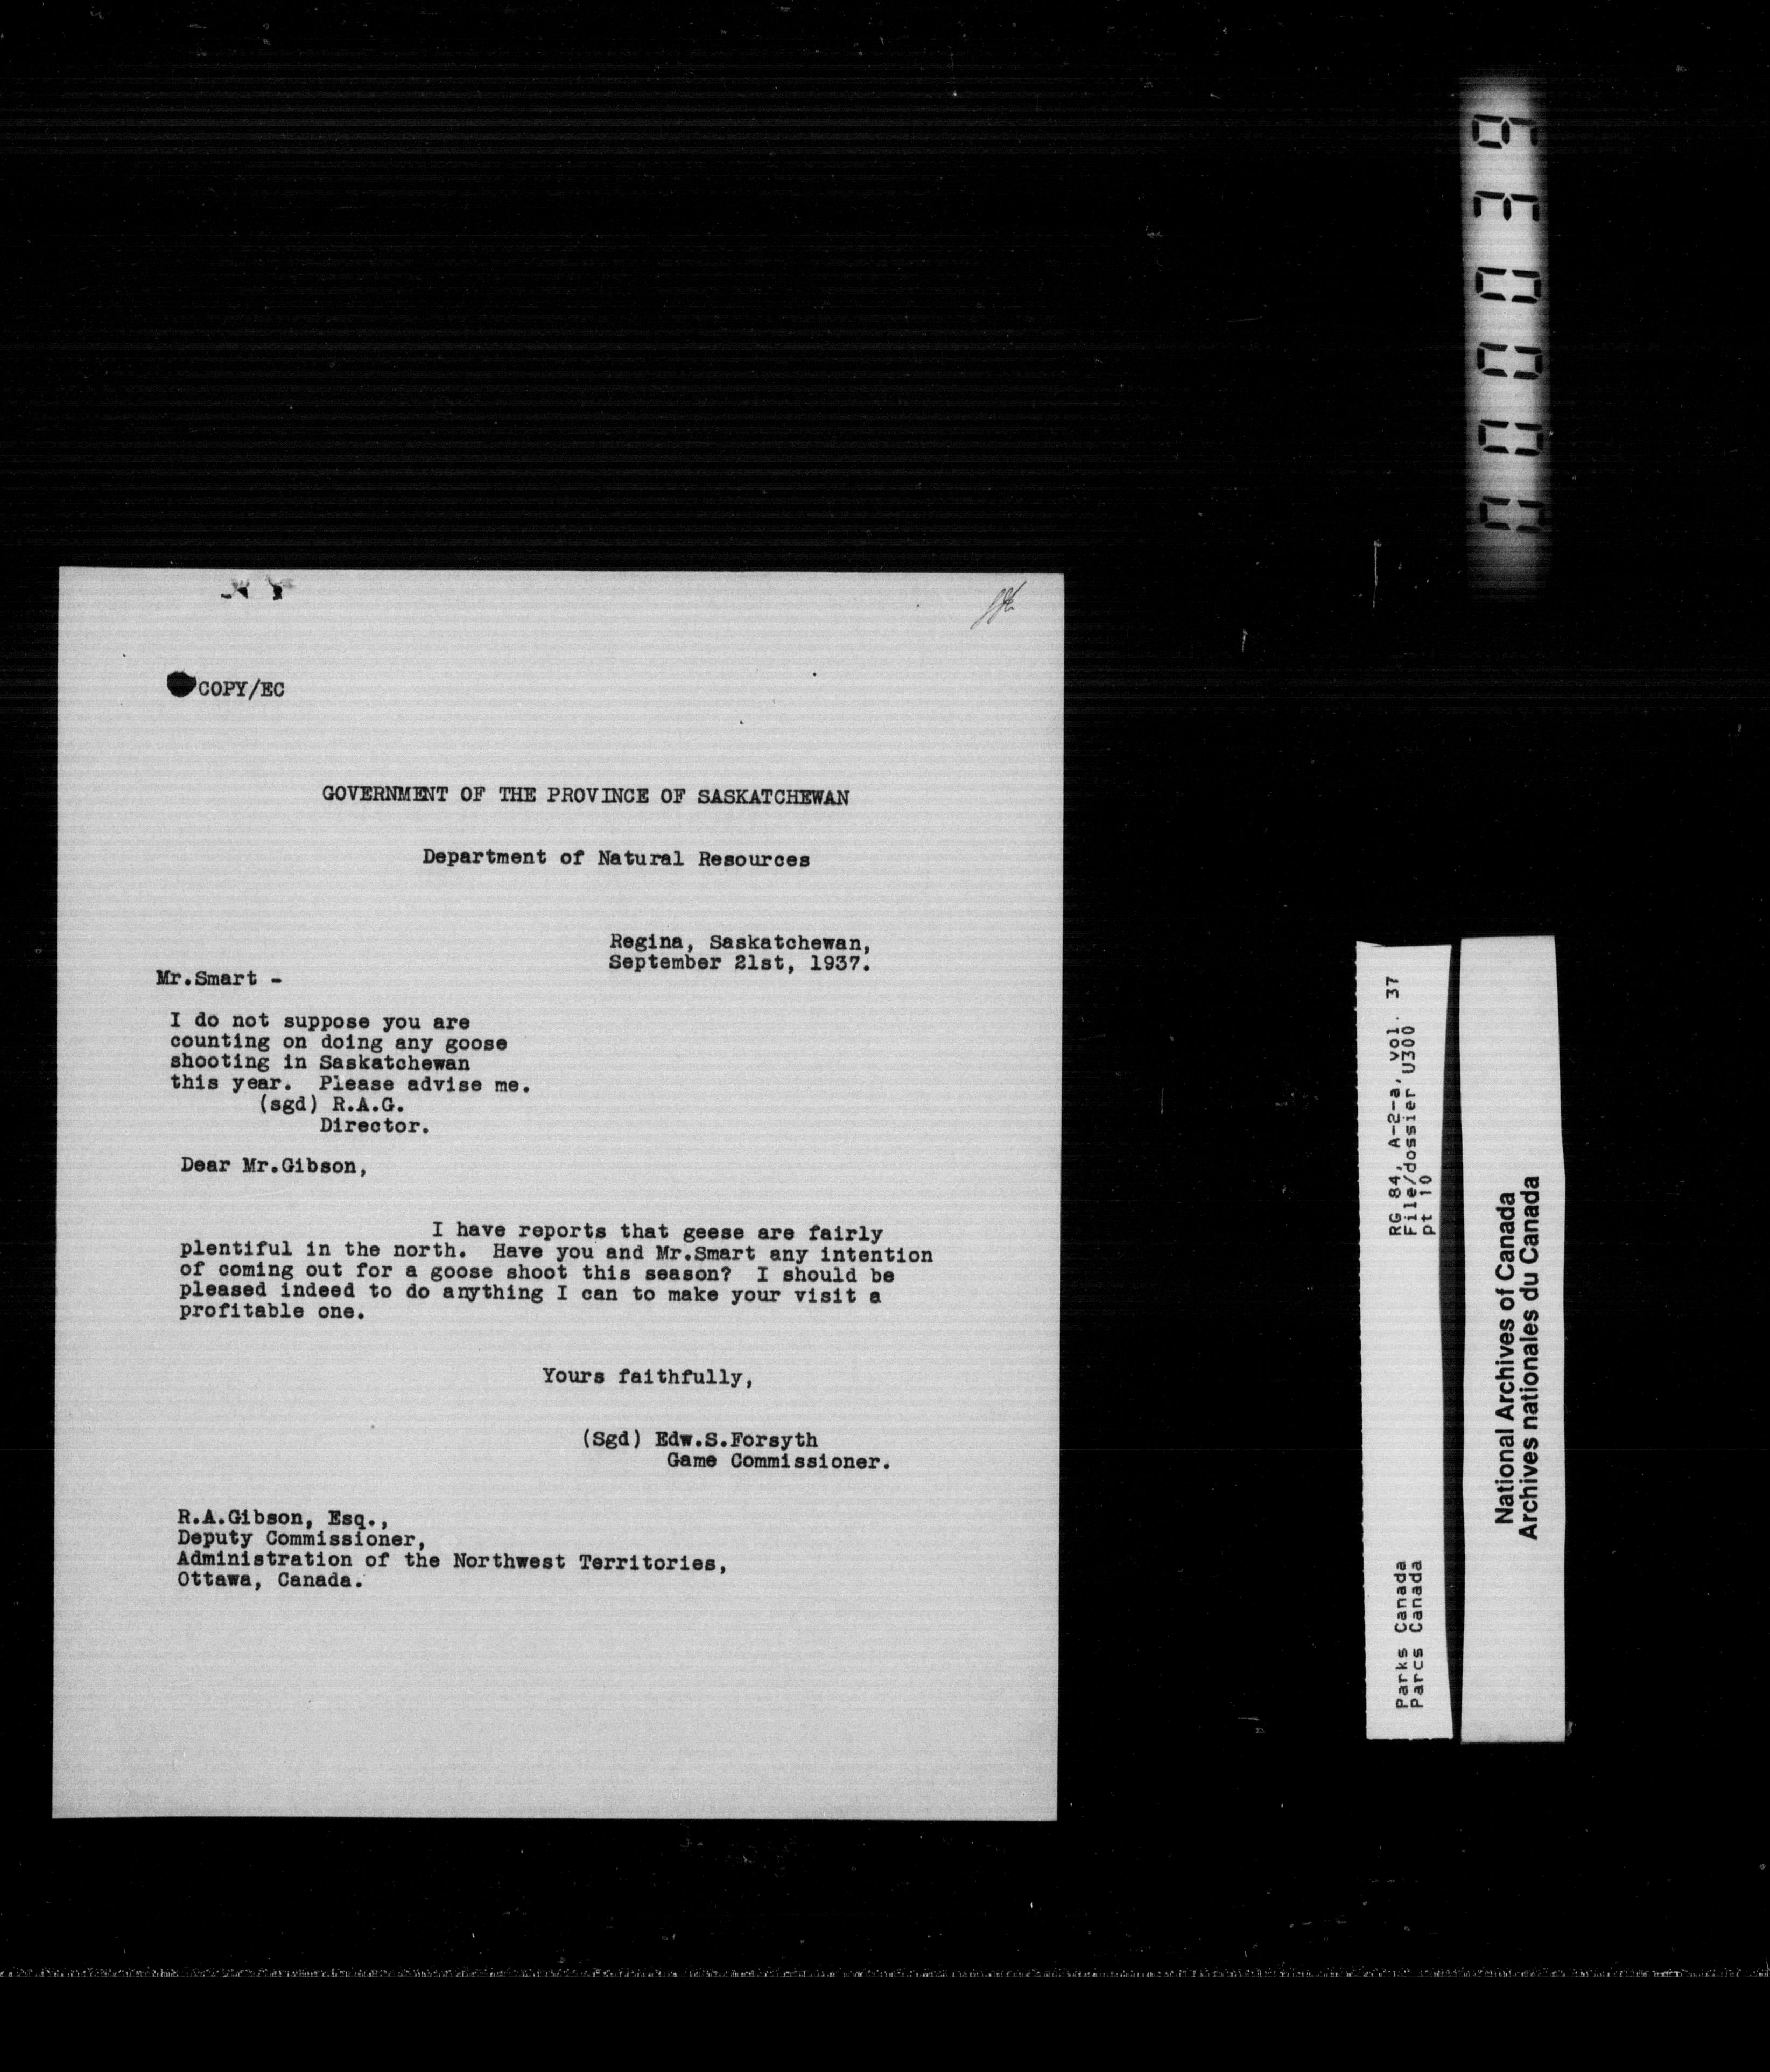 COPY/EC
GOVERNMENT OF THE PROVINCE OF SASKATCHEWAN
Department of Natural Resources
Regina, Saskatchewan,
September 21st, 1937.
Mr.Smart -
I do not suppose you are
counting on doing any goose
shooting in Saskatchewan
this year. Please advise me.
(sgd) R.A.G.
Director.
Dear Mr.Gibson,
I have reports that geese are fairly
plentiful in the north. Have you and Mr.Smart any intention
of coming out for a goose shoot this season? I should be
pleased indeed to do anything I can to make your visit a
profitable one.
Yours faithfully,
(Sgd) Edw.S.Forsyth
Game Commissioner.
R.A.Gibson, Esq.,
Deputy Commissioner,
Administration of the Northwest Territories,
Ottawa, Canada.
RG 84, A-2-a, vol. 37
File/dossier U300
pt 10
Parks Canada
Parcs Canada
National Archives of Canada
Archives nationales du Canada